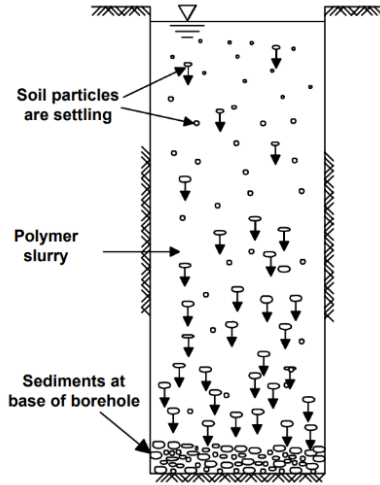 Soil particles
are settling
Polymer
slurry
Sediments at
base of borehole